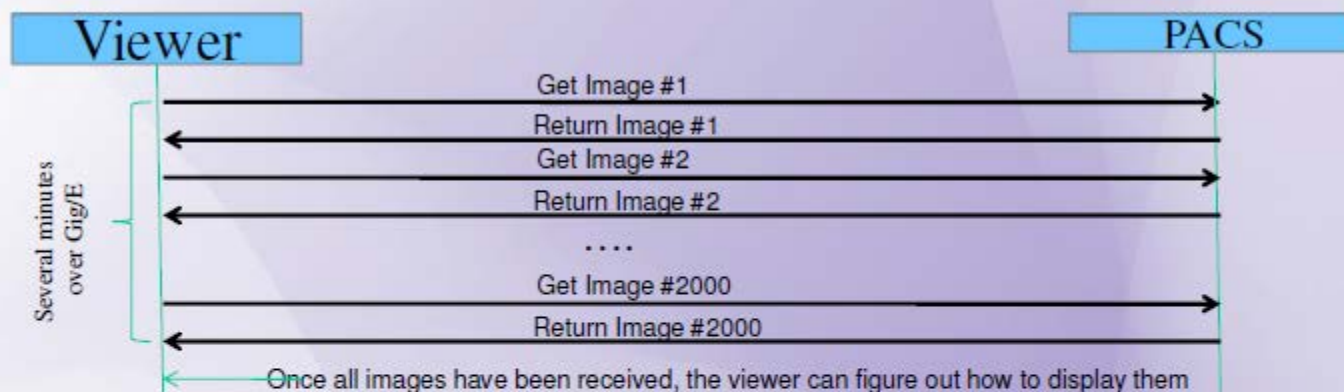 Viewer
PACS
Get Image #1
Return Image #1
Get Image #2
Return Image #2
....
Get Image #2000
Return Image #2000
Several minutes
over Gig/E
Once all images have been received, the viewer can figure out how to display them